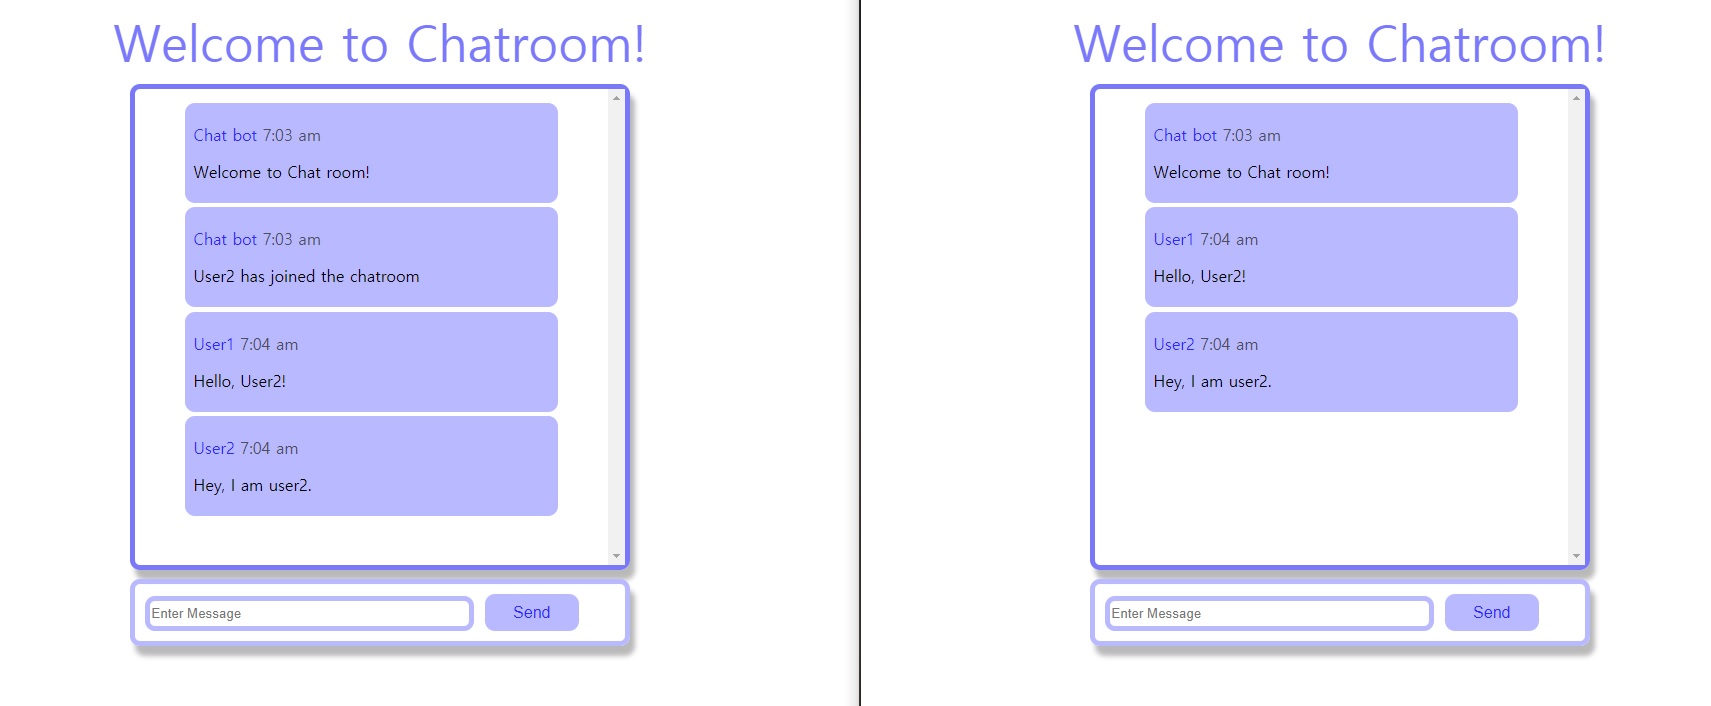 Welcome to Chatroom!
Chat bot 7:03 am
Welcome to Chat room!
Chat bot 7:03 am
User2 has joined the chatroom
User1 7:04 am
Hello, User2!
User2 7:04 am
Hey, I am user2.
Enter Message
Send
Welcome to Chatroom!
Chat bot 7:03 am
Welcome to Chat room!
User1 7:04 am
Hello, User2!
User2 7:04 am
Hey, I am user2.
Enter Message
Send